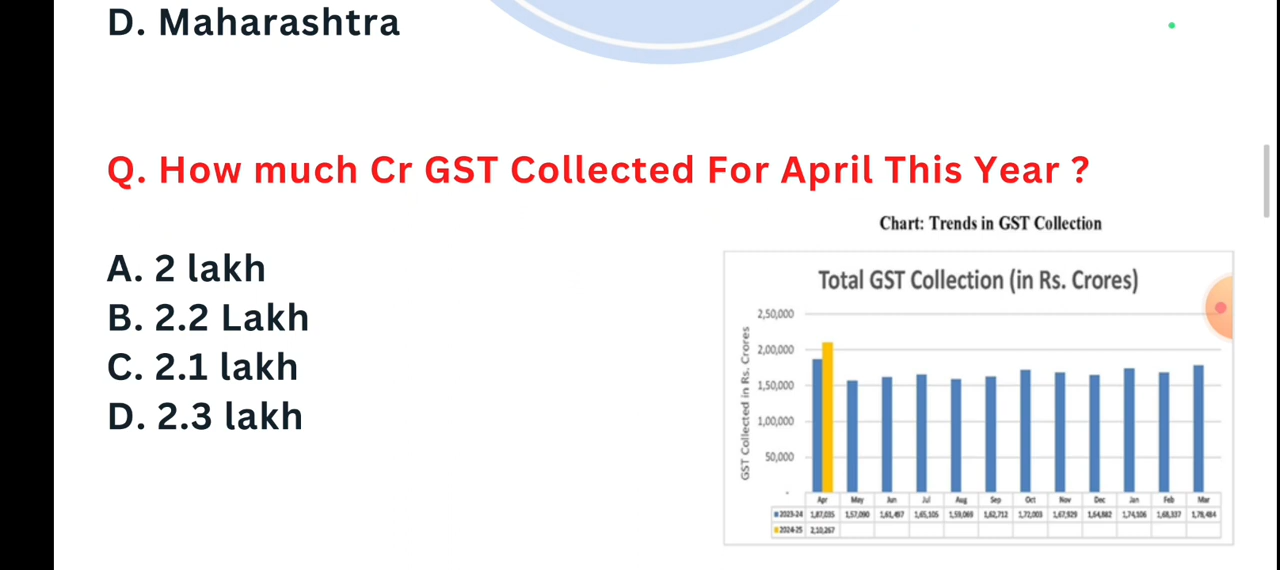 D. Maharashtra
Q. How much Cr GST Collected For April This Year ?
A. 2 lakh
B. 2.2 Lakh
C. 2.1 lakh
D. 2.3 lakh
Chart: Trends in GST Collection
Total GST Collection (in Rs. Crores)
GST Collected in Rs. Crores
2,50,000
2,00,000
1,50,000
1,00,000
50,000
-
Apr May Jun Jul Aug Sep Oct Nov Dec Jan Feb Mar
2023-24 1,87,035 1,57,090 1,61,497 1,65,105 1,59,069 1,62,712 1,72,003 1,67,929 1,64,882 1,74,106 1,68,337 1,78,484
2024-25 2,10,267